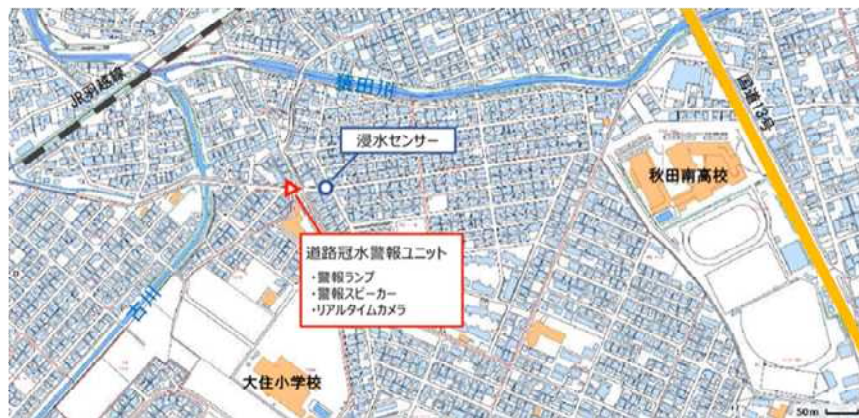 JR羽越線
猿田川
国道13号
浸水センサー
秋田南高校
道路冠水警報ユニット
・警報ランプ
・警報スピーカー
・リアルタイムカメラ
古川
大住小学校
50m